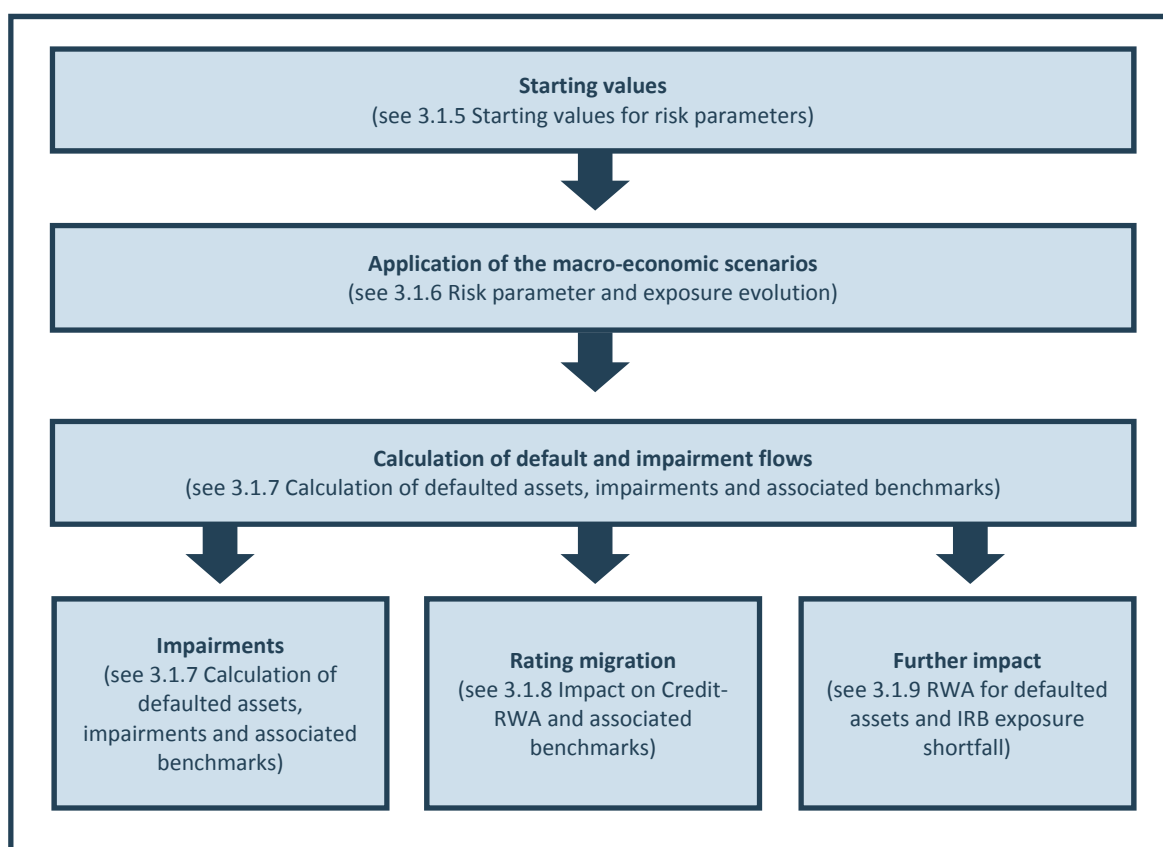 Starting values
(see 3.1.5 Starting values for risk parameters)
Application of the macro-economic scenarios
(see 3.1.6 Risk parameter and exposure evolution)
Calculation of default and impairment flows
(see 3.1.7 Calculation of defaulted assets, impairments and associated benchmarks)
Impairments
(see 3.1.7 Calculation of
defaulted assets,
impairments and associated
benchmarks)
Rating migration
(see 3.1.8 Impact on Credit-
RWA and associated
benchmarks)
Further impact
(see 3.1.9 RWA for defaulted
assets and IRB exposure
shortfall)